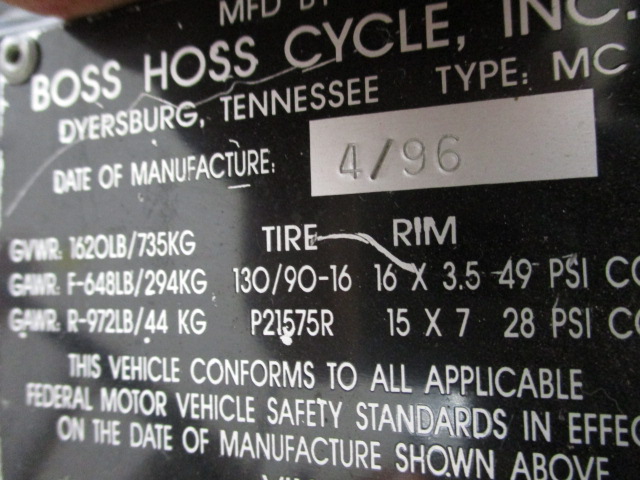 MFD BY
BOSS HOSS CYCLE, INC.
DYERSBURG, TENNESSEE TYPE: MC
DATE OF MANUFACTURE: 4/96
GVWR: 1620LB/735KG TIRE RIM
GAWR: F-648LB/294KG 130/90-16 16 X 3.5 49 PSI CO
GAWR: R-972LB/44 KG P21575R 15 X 7 28 PSI CO
THIS VEHICLE CONFORMS TO ALL APPLICABLE
FEDERAL MOTOR VEHICLE SAFETY STANDARDS IN EFFEC
ON THE DATE OF MANUFACTURE SHOWN ABOVE